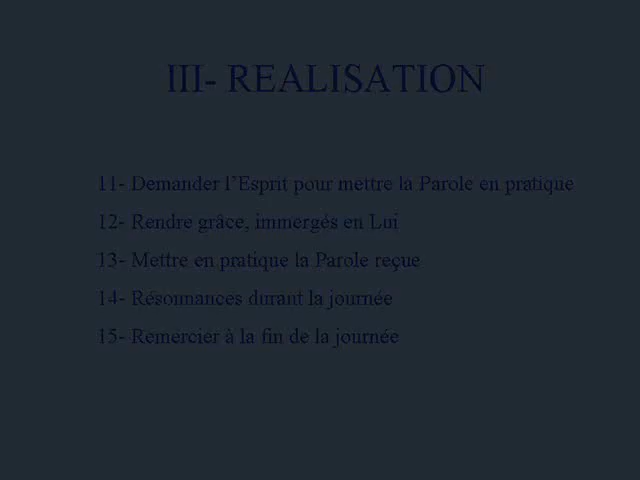 III- REALISATION
11- Demander l’Esprit pour mettre la Parole en pratique
12- Rendre grâce, immergés en Lui
13- Mettre en pratique la Parole reçue
14- Résonnances durant la journée
15- Remercier à la fin de la journée